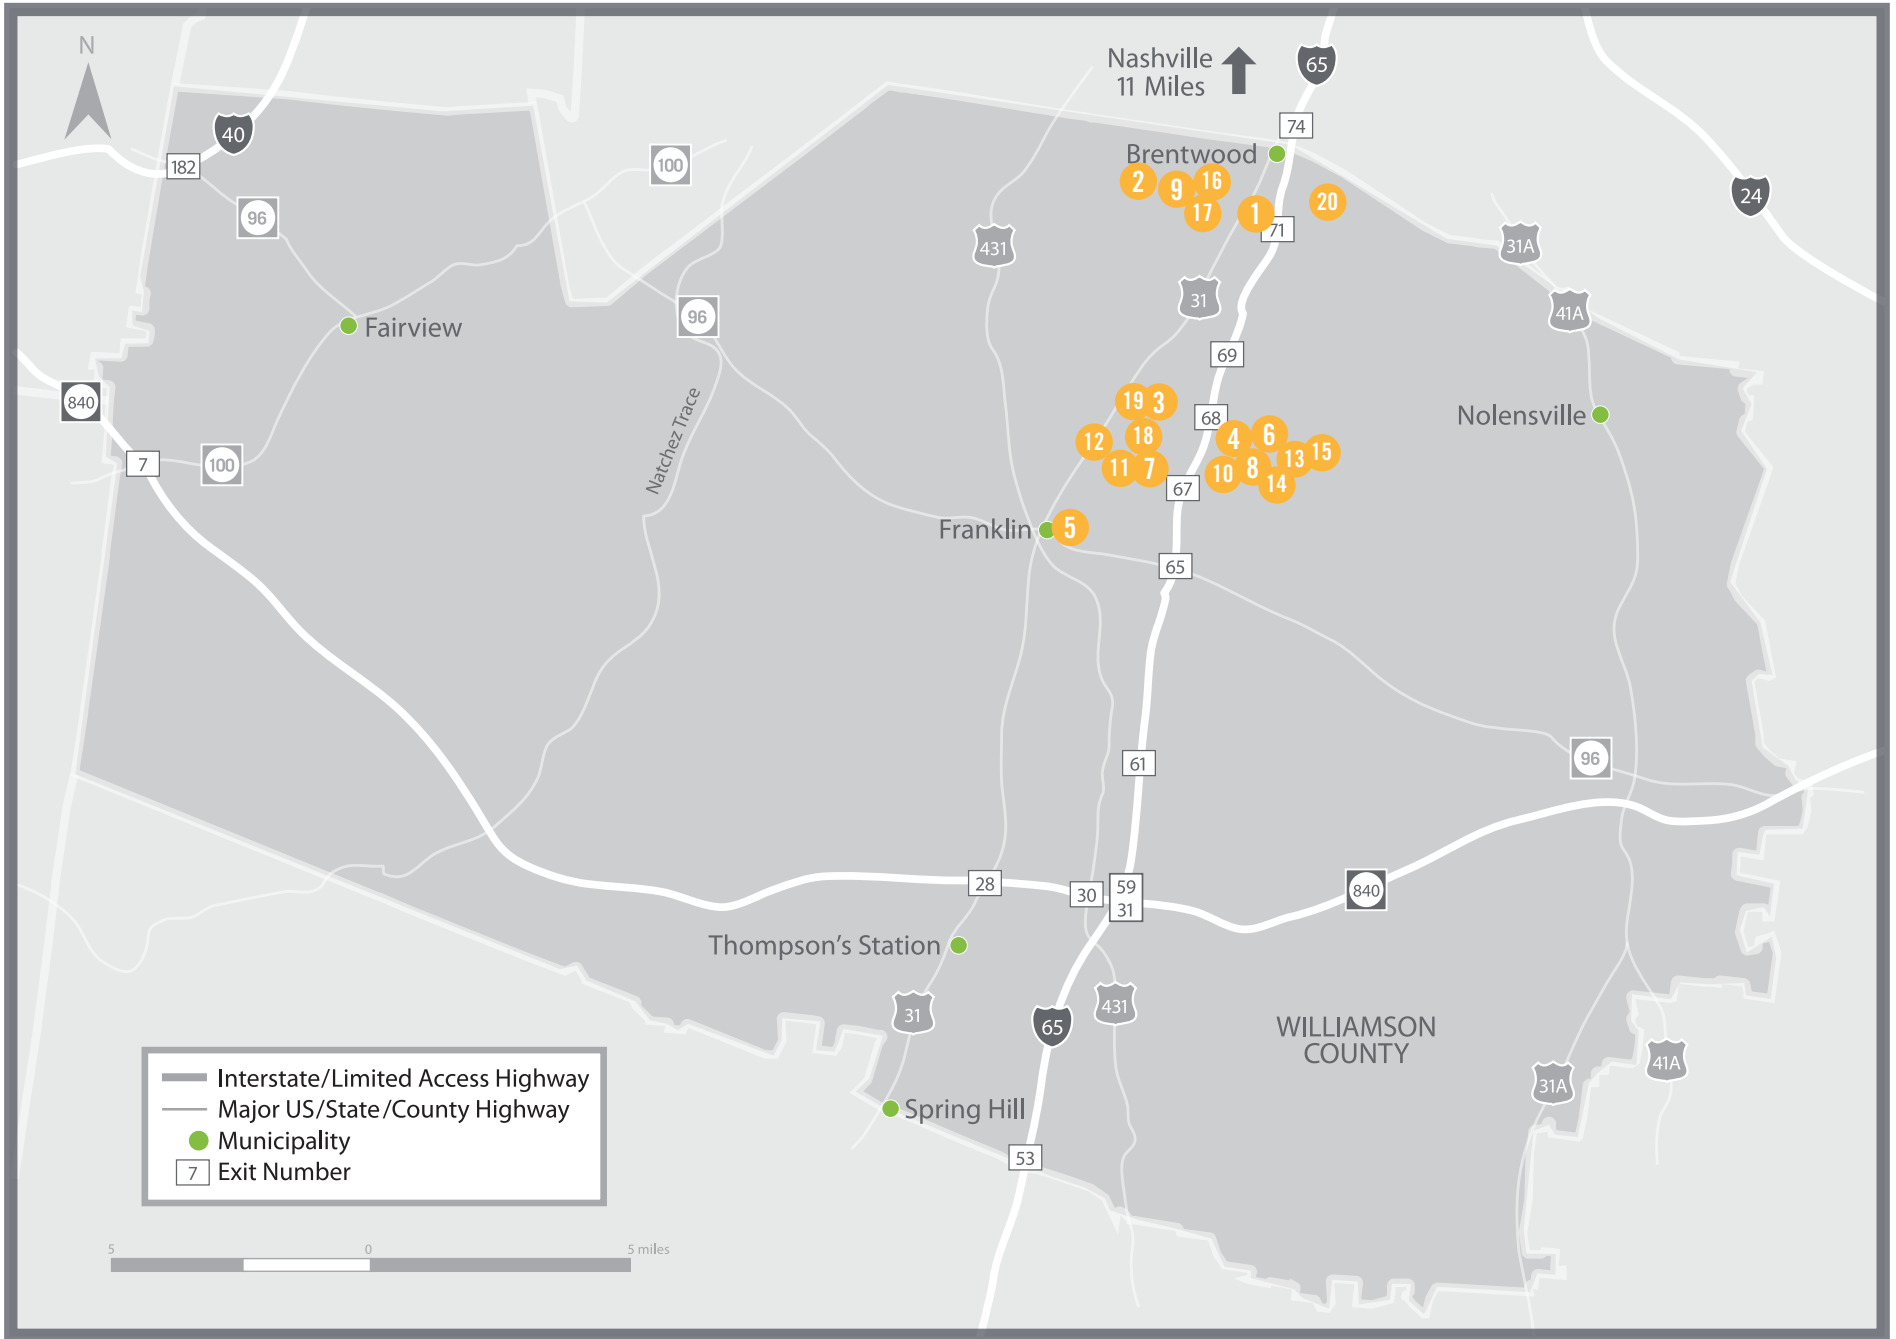 N
Nashville
11 Miles
65
40
74
182
Brentwood
100
2
9
16
20
24
96
17
1
71
431
31A
31
41A
96
Fairview
69
840
19
3
68
Nolensville
Natchez Trace
12
18
4
6
15
7
100
11
7
10
8
13
14
67
Franklin
5
65
61
96
28
30
59
31
840
Thompson's Station
31
65
431
WILLIAMSON
COUNTY
41A
31A
Interstate/Limited Access Highway
Major US/State/County Highway
Spring Hill
Municipality
7
Exit Number
53
5
0
5 miles